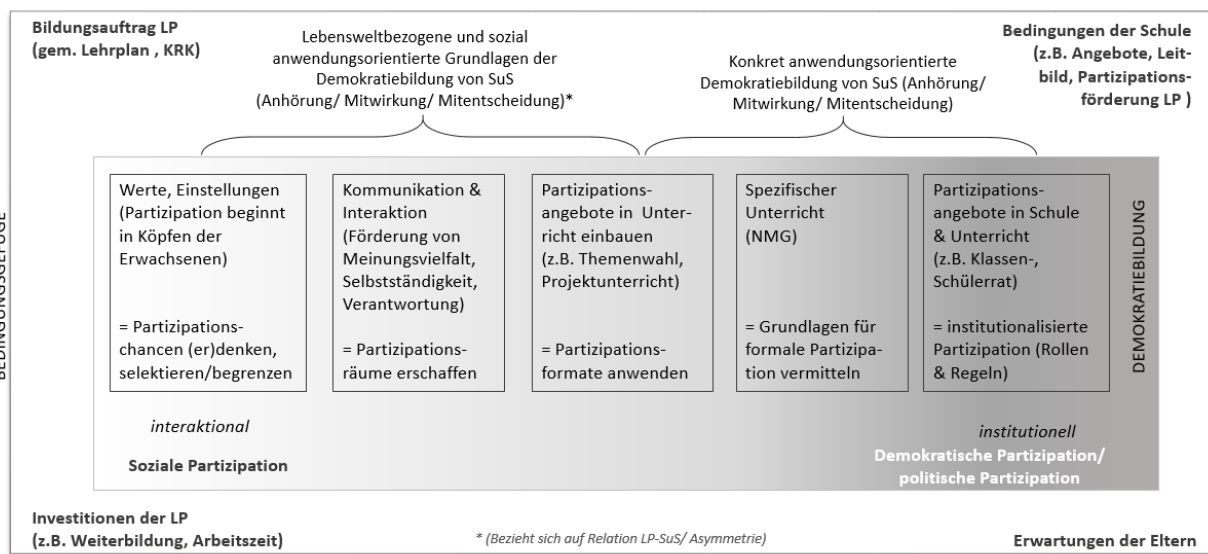 Bildungsauftrag LP
(gem. Lehrplan , KRK)
Lebensweltbezogene und sozial
anwendungsorientierte Grundlagen der
Demokratiebildung von SuS
(Anhörung/ Mitwirkung/ Mitentscheidung)*
Konkret anwendungsorientierte
Demokratiebildung von SuS (Anhörung/
Mitwirkung/ Mitentscheidung)
Bedingungen der Schule
(z.B. Angebote, Leit-
bild, Partizipations-
förderung LP )
BEDINGUNGSGEFÜGE
Werte, Einstellungen
(Partizipation beginnt
in Köpfen der
Erwachsenen)
= Partizipations-
chancen (er)denken,
selektieren/begrenzen
Kommunikation &
Interaktion
(Förderung von
Meinungsvielfalt,
Selbstständigkeit,
Verantwortung)
= Partizipations-
räume erschaffen
Partizipations-
angebote in Unter-
richt einbauen
(z.B. Themenwahl,
Projektunterricht)
= Partizipations-
formate anwenden
Spezifischer
Unterricht
(NMG)
= Grundlagen für
formale Partizipa-
tion vermitteln
Partizipations-
angebote in Schule
& Unterricht
(z.B. Klassen-,
Schülerrat)
= institutionalisierte
Partizipation (Rollen
& Regeln)
DEMOKRATIEBILDUNG
interaktional
Soziale Partizipation
institutionell
Demokratische Partizipation/
politische Partizipation
Investitionen der LP
(z.B. Weiterbildung, Arbeitszeit)
* (Bezieht sich auf Relation LP-SuS/ Asymmetrie)
Erwartungen der Eltern